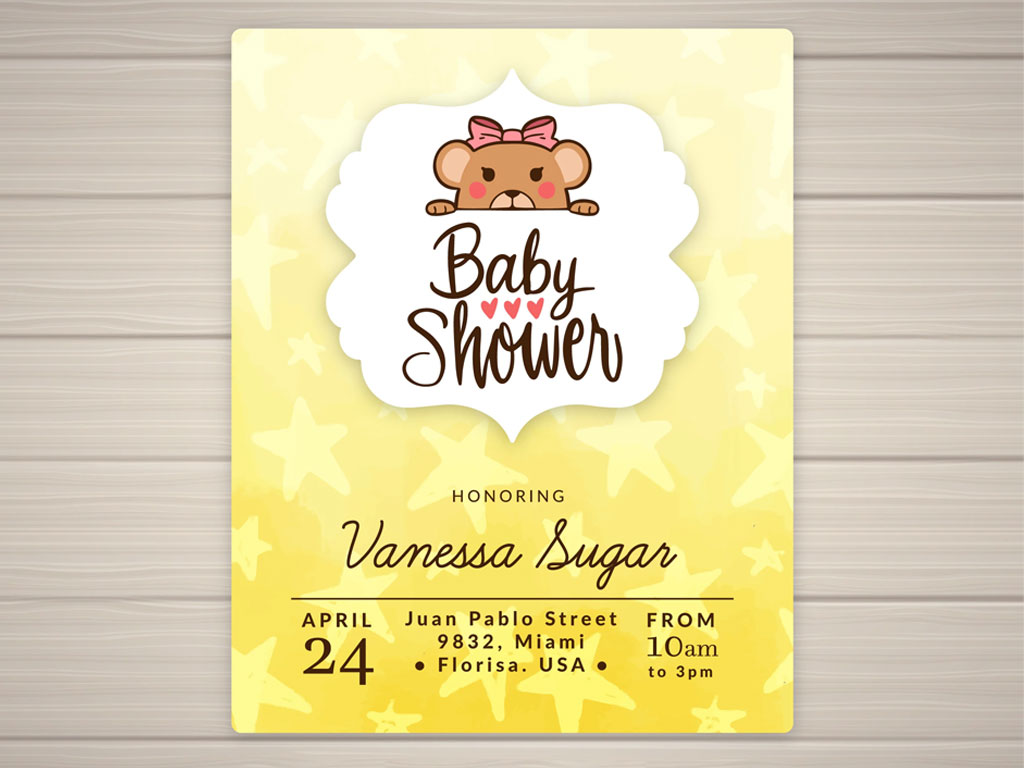 Baby
Shower
HONORING
Vanessa Sugar
APRIL
24
Juan Pablo Street
9832, Miami
• Florisa. USA •
FROM
10am
to 3pm